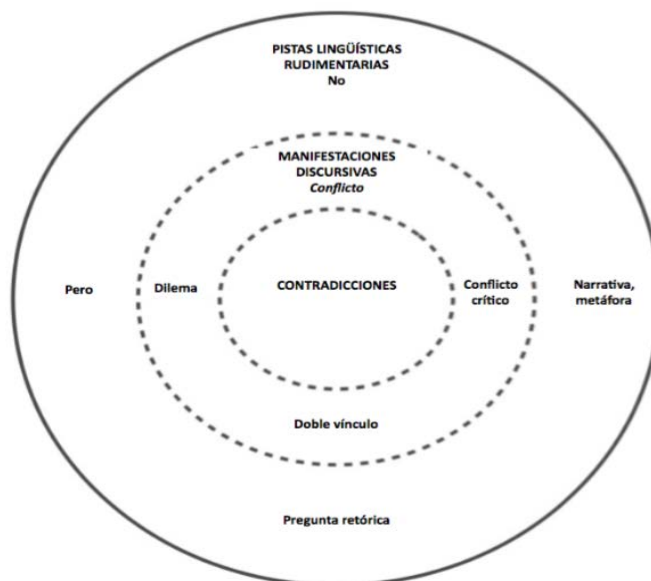 PISTAS LINGÜÍSTICAS
RUDIMENTARIAS
No
MANIFESTACIONES
DISCURSIVAS
Conflicto
Pero
Dilema
CONTRADICCIONES
Conflicto
crítico
Narrativa,
metáfora
Doble vínculo
Pregunta retórica